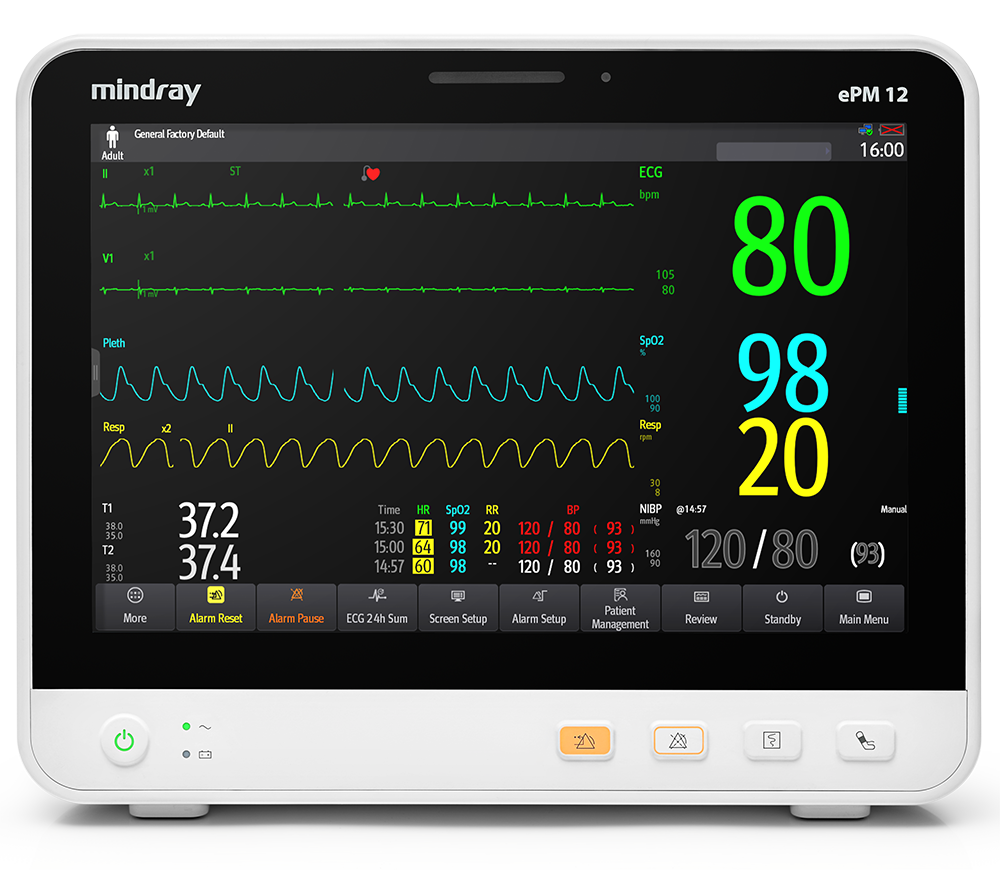 mindray
ePM 12
General Factory Default
Adult
16:00
II x1 ST
ECG
bpm
80
1 mV
V1 x1
105
80
1 mV
Pleth
SpO2
%
98
100
90
Resp x2 II
Resp
rpm
20
30
8
T1
38.0
35.0
37.2
T2
38.0
35.0
37.4
Time HR SpO2 RR BP
15:30 71 99 20 120 / 80 ( 93 )
15:00 64 98 20 120 / 80 ( 93 )
14:57 60 98 -- 120 / 80 ( 93 )
NIBP @14:57 Manual
mmHg
160
90
120 / 80 (93)
More
Alarm Reset
Alarm Pause
ECG 24h Sum
Screen Setup
Alarm Setup
Patient
Management
Review
Standby
Main Menu